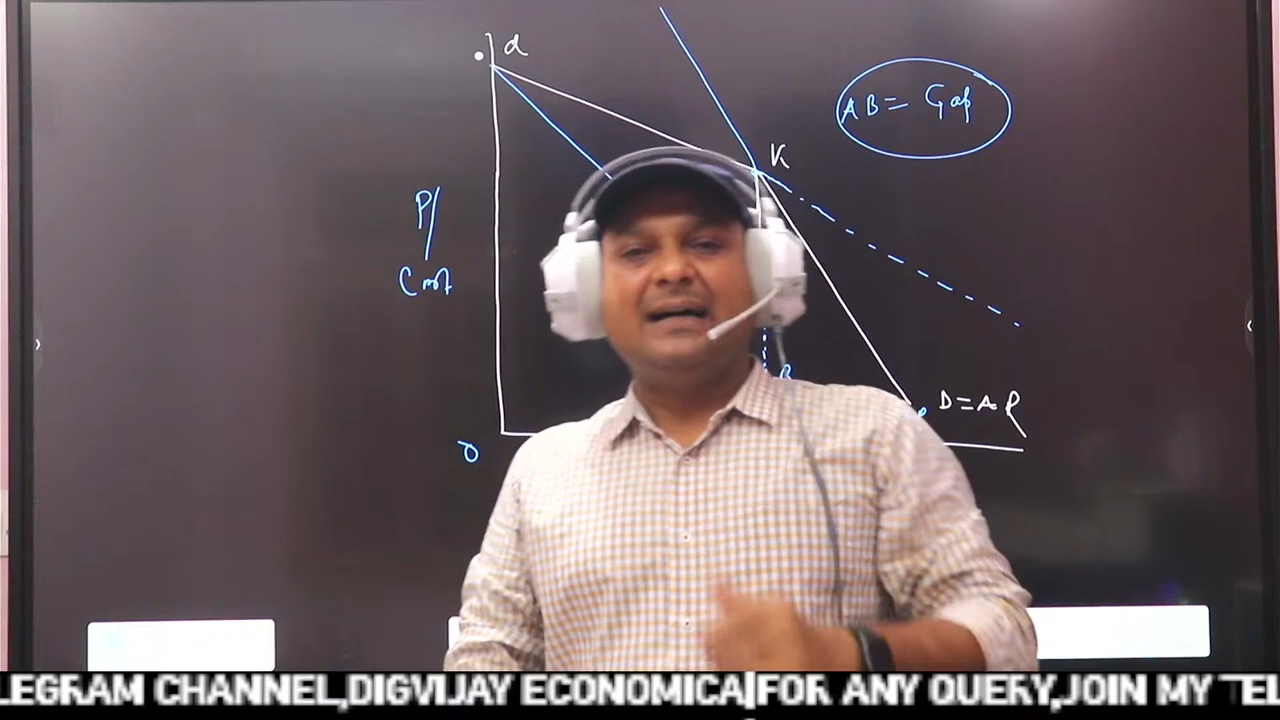 d
K
AB = Gap
P/
Cost
B
D = AR
O
LEGRAM CHANNEL,DIGVIJAY ECONOMICA|FOR ANY QUERY,JOIN MY TEL